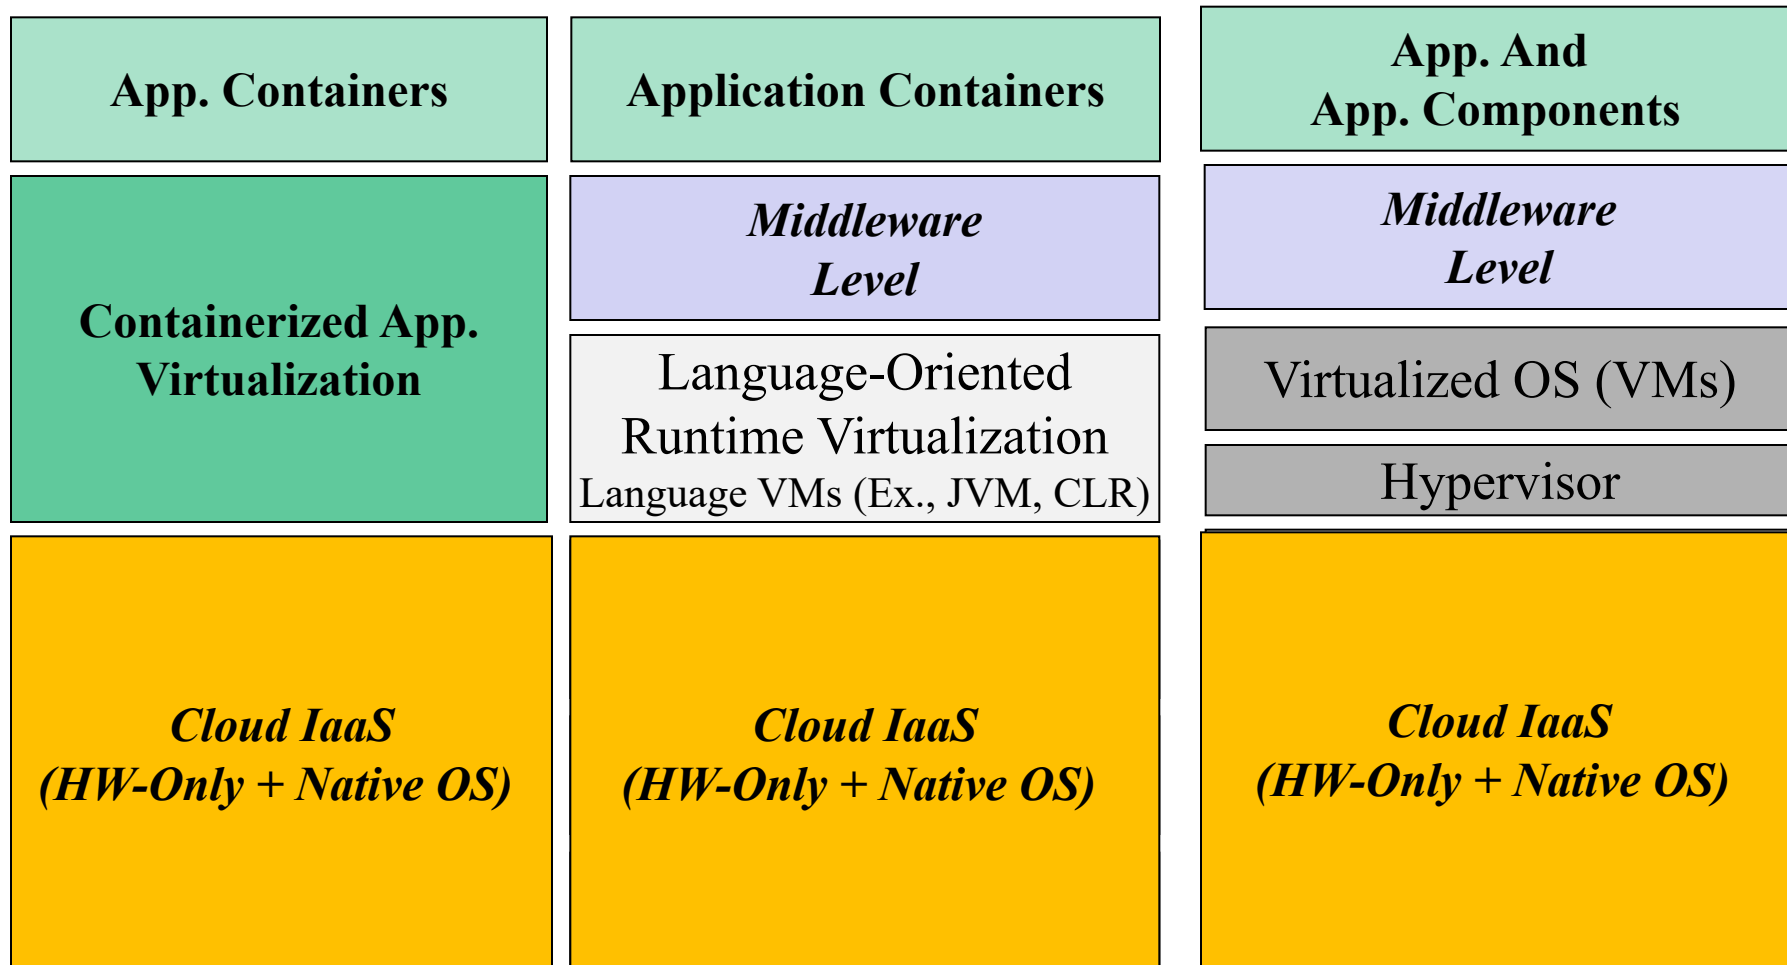 App. Containers
Containerized App.
Virtualization
Cloud IaaS
(HW-Only + Native OS)
Application Containers
Middleware
Level
Language-Oriented
Runtime Virtualization
Language VMs (Ex., JVM, CLR)
Cloud IaaS
(HW-Only + Native OS)
App. And
App. Components
Middleware
Level
Virtualized OS (VMs)
Hypervisor
Cloud IaaS
(HW-Only + Native OS)